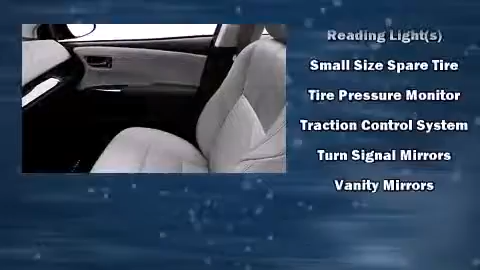 Reading Light(s)
Small Size Spare Tire
Tire Pressure Monitor
Traction Control System
Turn Signal Mirrors
Vanity Mirrors